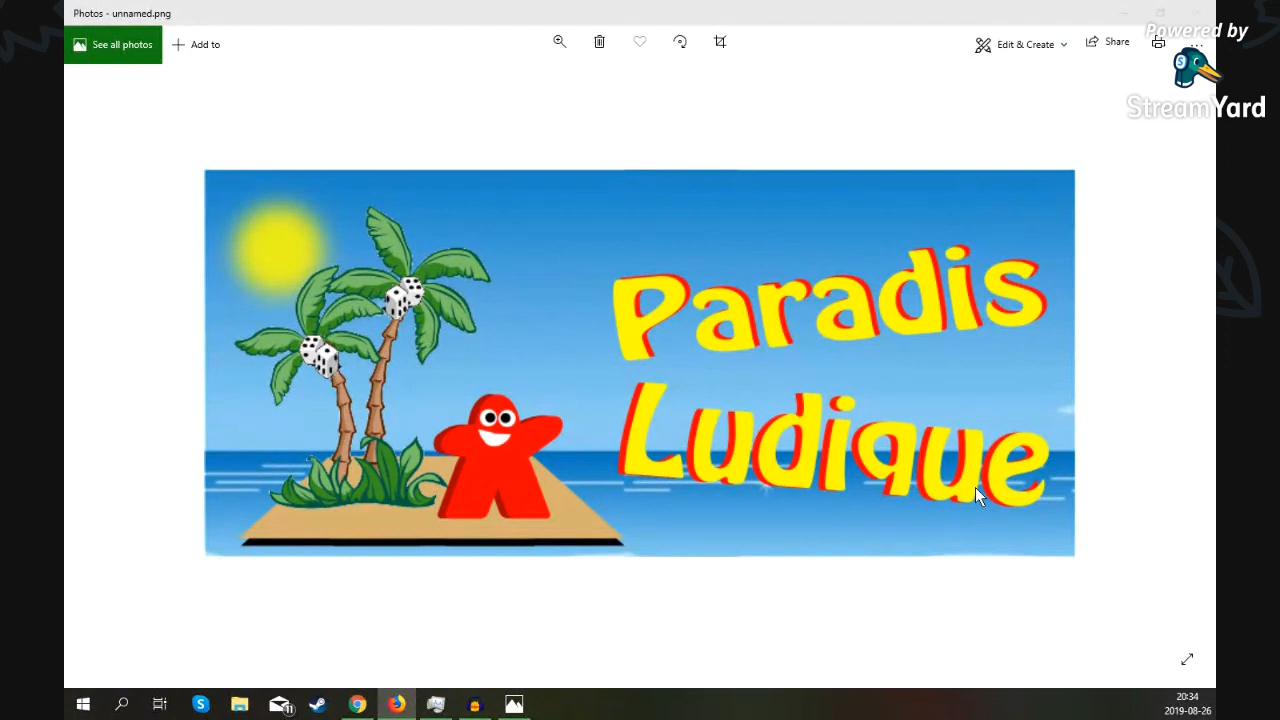 Photos - unnamed.png
See all photos
Add to
Edit & Create
Share
Powered by
StreamYard
S
Paradis
Ludique
11
20:34
2019-08-26